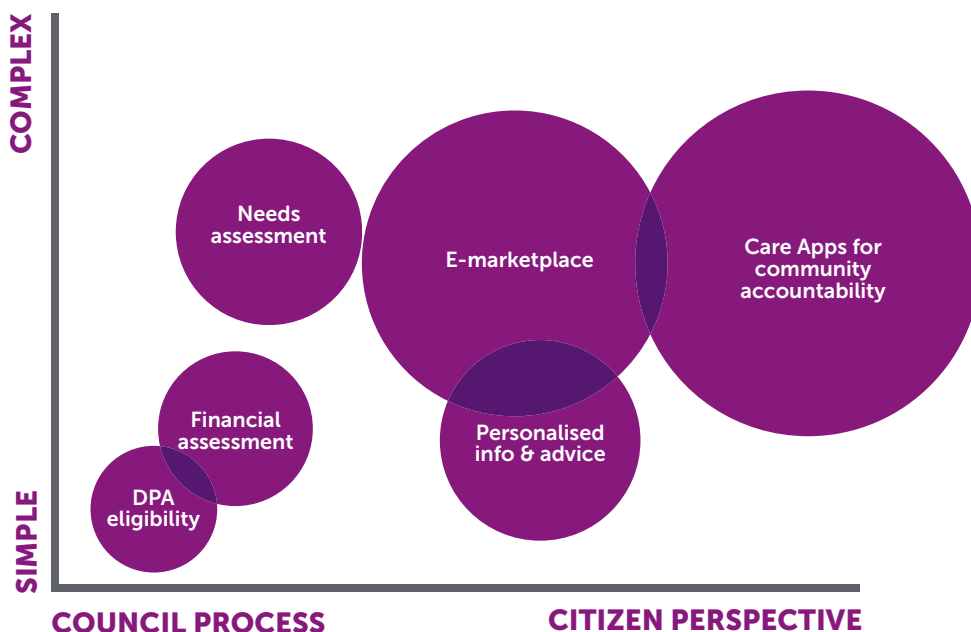 COMPLEX
SIMPLE
Needs
assessment
E-marketplace
Care Apps for
community
accountability
Financial
assessment
Personalised
info & advice
DPA
eligibility
COUNCIL PROCESS
CITIZEN PERSPECTIVE